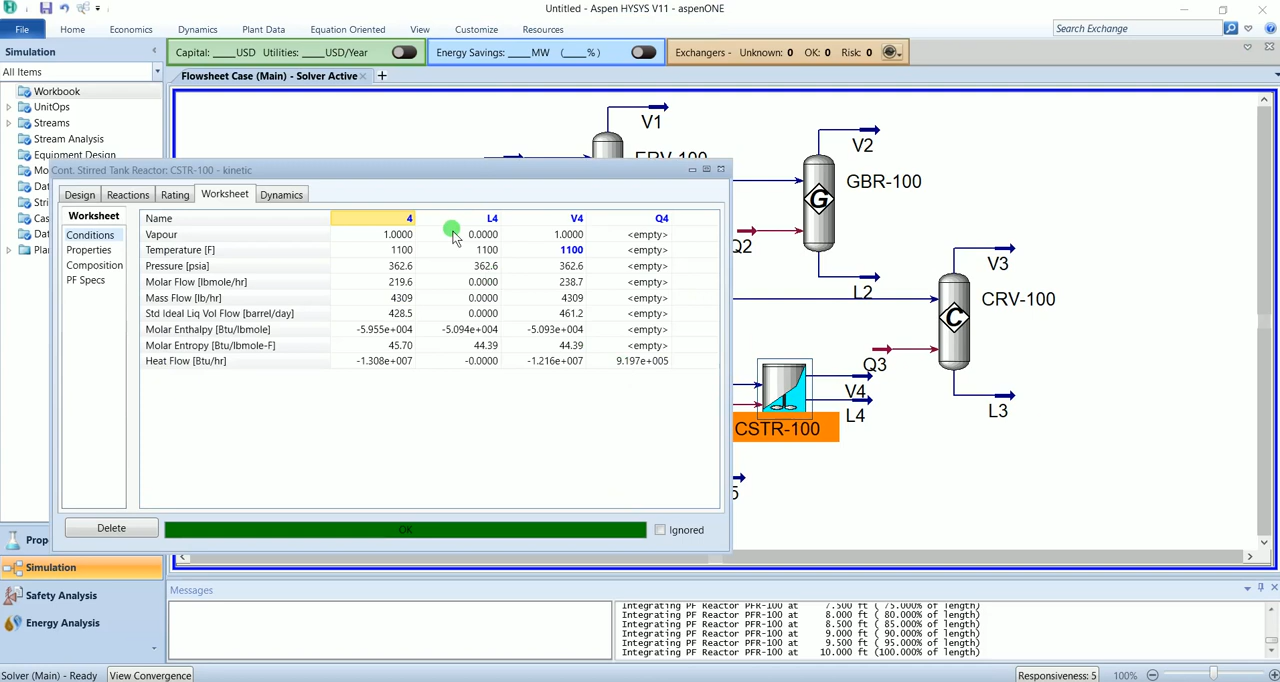 Untitled - Aspen HYSYS V11 - aspenONE
File Home Economics Dynamics Plant Data Equation Oriented View Customize Resources Search Exchange
Simulation
Capital: ____USD Utilities: ____USD/Year Energy Savings: ____MW (____%) Exchangers - Unknown: 0 OK: 0 Risk: 0
All Items
Flowsheet Case (Main) - Solver Active
Workbook
UnitOps
Streams
Stream Analysis
Equipment Design
V1
V2
GBR-100
Q2
L2
V3
CRV-100
Q3
L3
V4
L4
CSTR-100
Cont. Stirred Tank Reactor: CSTR-100 - kinetic
Design Reactions Rating Worksheet Dynamics
Worksheet
Conditions
Properties
Composition
PF Specs
Name 4 L4 V4 Q4
Vapour 1.0000 0.0000 1.0000 <empty>
Temperature [F] 1100 1100 1100 <empty>
Pressure [psia] 362.6 362.6 362.6 <empty>
Molar Flow [lbmole/hr] 219.6 0.0000 238.7 <empty>
Mass Flow [lb/hr] 4309 0.0000 4309 <empty>
Std Ideal Liq Vol Flow [barrel/day] 428.5 0.0000 461.2 <empty>
Molar Enthalpy [Btu/lbmole] -5.955e+004 -5.094e+004 -5.093e+004 <empty>
Molar Entropy [Btu/lbmole-F] 45.70 44.39 44.39 <empty>
Heat Flow [Btu/hr] -1.308e+007 -0.0000 -1.216e+007 9.197e+005
Delete OK Ignored
Simulation
Safety Analysis
Energy Analysis
Messages
Integrating PF Reactor PFR-100 at 7.500 ft ( 75.000% of length)
Integrating PF Reactor PFR-100 at 8.000 ft ( 80.000% of length)
Integrating PF Reactor PFR-100 at 8.500 ft ( 85.000% of length)
Integrating PF Reactor PFR-100 at 9.000 ft ( 90.000% of length)
Integrating PF Reactor PFR-100 at 9.500 ft ( 95.000% of length)
Integrating PF Reactor PFR-100 at 10.000 ft (100.000% of length)
Solver (Main) - Ready View Convergence Responsiveness: 5 100%